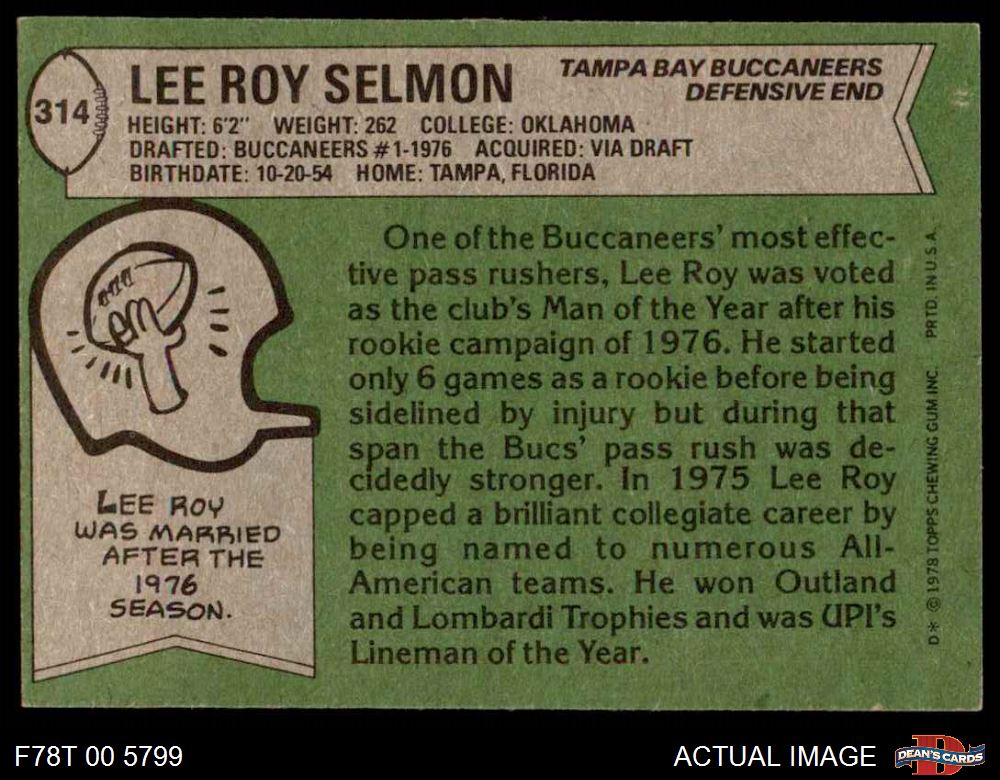 314
LEE ROY SELMON
TAMPA BAY BUCCANEERS
DEFENSIVE END
HEIGHT: 6'2" WEIGHT: 262 COLLEGE: OKLAHOMA
DRAFTED: BUCCANEERS #1-1976 ACQUIRED: VIA DRAFT
BIRTHDATE: 10-20-54 HOME: TAMPA, FLORIDA
LEE ROY
WAS MARRIED
AFTER THE
1976
SEASON.
One of the Buccaneers' most effec-
tive pass rushers, Lee Roy was voted
as the club's Man of the Year after his
rookie campaign of 1976. He started
only 6 games as a rookie before being
sidelined by injury but during that
span the Bucs' pass rush was de-
cidedly stronger. In 1975 Lee Roy
capped a brilliant collegiate career by
being named to numerous All-
American teams. He won Outland
and Lombardi Trophies and was UPI's
Lineman of the Year.
D* © 1978 TOPPS CHEWING GUM INC. PRTD. IN U.S.A.
F78T 00 5799
ACTUAL IMAGE
D
DEAN'S CARDS